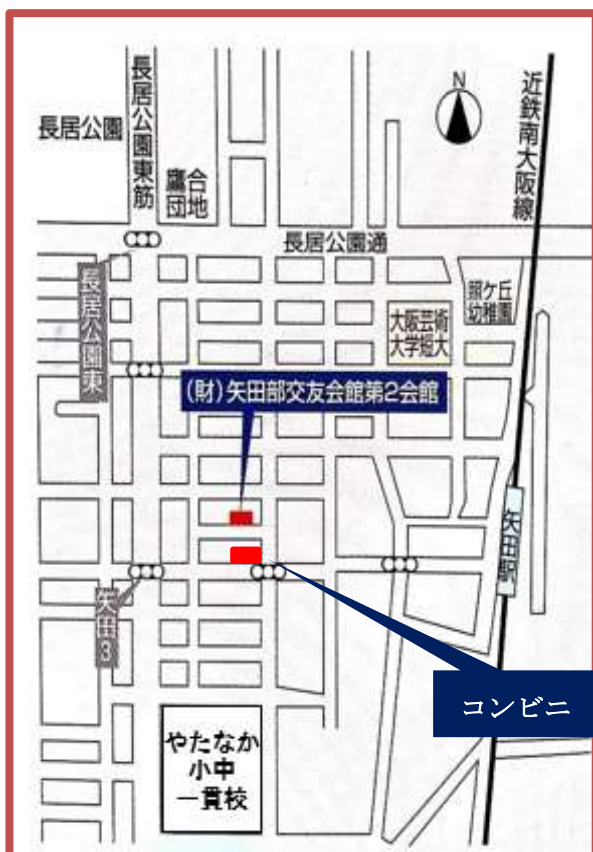 N
長居公園
長居公園東筋
鷹合
団地
近鉄南大阪線
長居公園通
長居公園東
大阪芸術
大学短大
照ケ丘
幼稚園
(財)矢田部交友会館第2会館
矢田駅
矢田3
コンビニ
やたなか
小中
一貫校